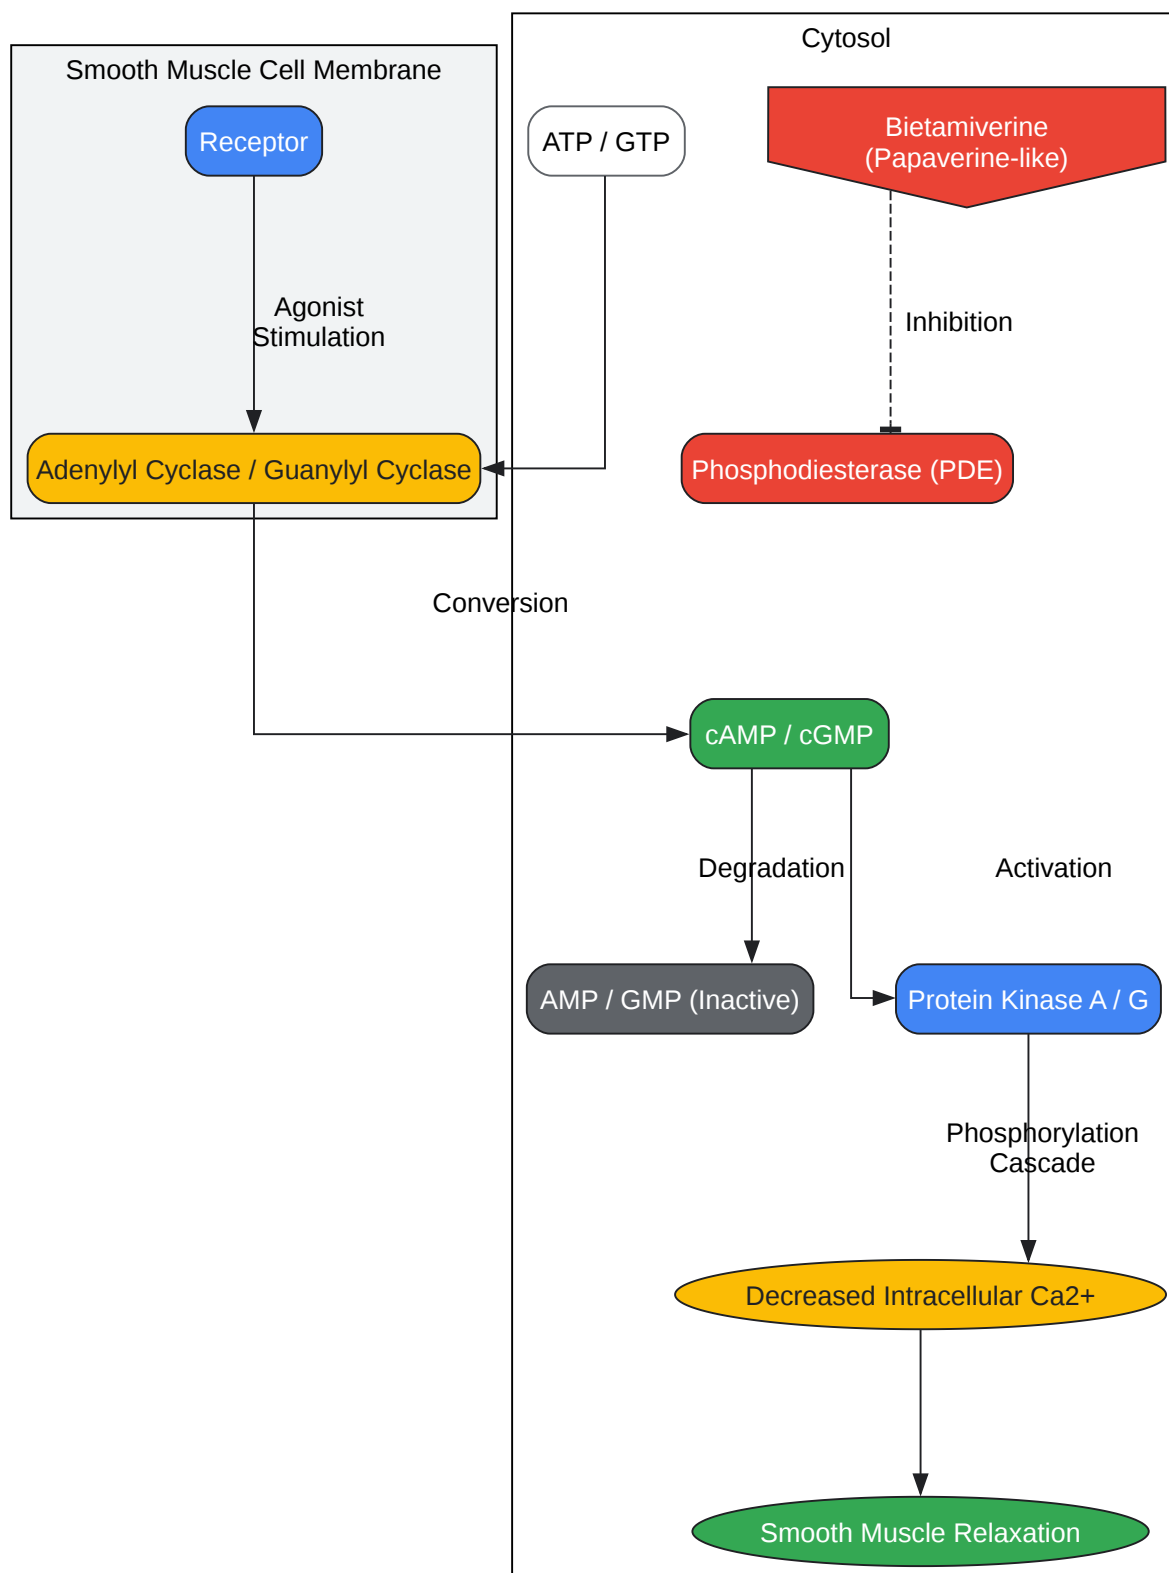 Cytosol
Smooth Muscle Cell Membrane
Receptor
ATP / GTP
Bietamiverine
(Papaverine-like)
Agonist
Stimulation
Inhibition
Adenylyl Cyclase / Guanylyl Cyclase
Phosphodiesterase (PDE)
Conversion
cAMP / cGMP
Degradation
Activation
AMP / GMP (Inactive)
Protein Kinase A / G
Phosphorylation
Cascade
Decreased Intracellular Ca2+
Smooth Muscle Relaxation